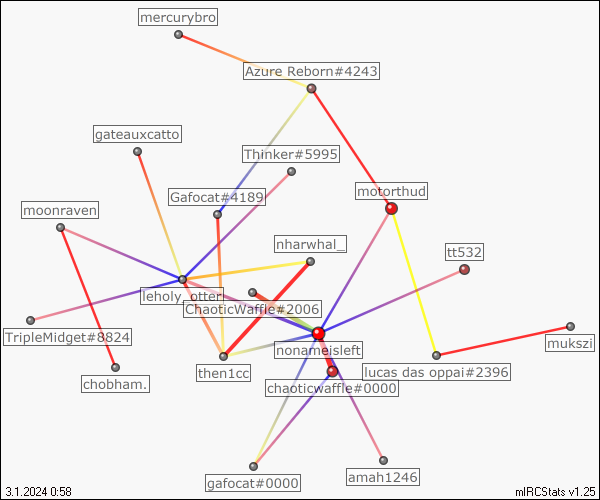 mercurybro
Azure Reborn#4243
gateauxcatto
Thinker#5995
Gafocat#4189
motorthud
moonraven
nharwhal_
tt532
leholy_otter
ChaoticWaffle#2006
TripleMidget#8824
nonameisleft
mukszi
then1cc
lucas das oppai#2396
chobham.
chaoticwaffle#0000
gafocat#0000
amah1246
3.1.2024 0:58
mIRCStats v1.25